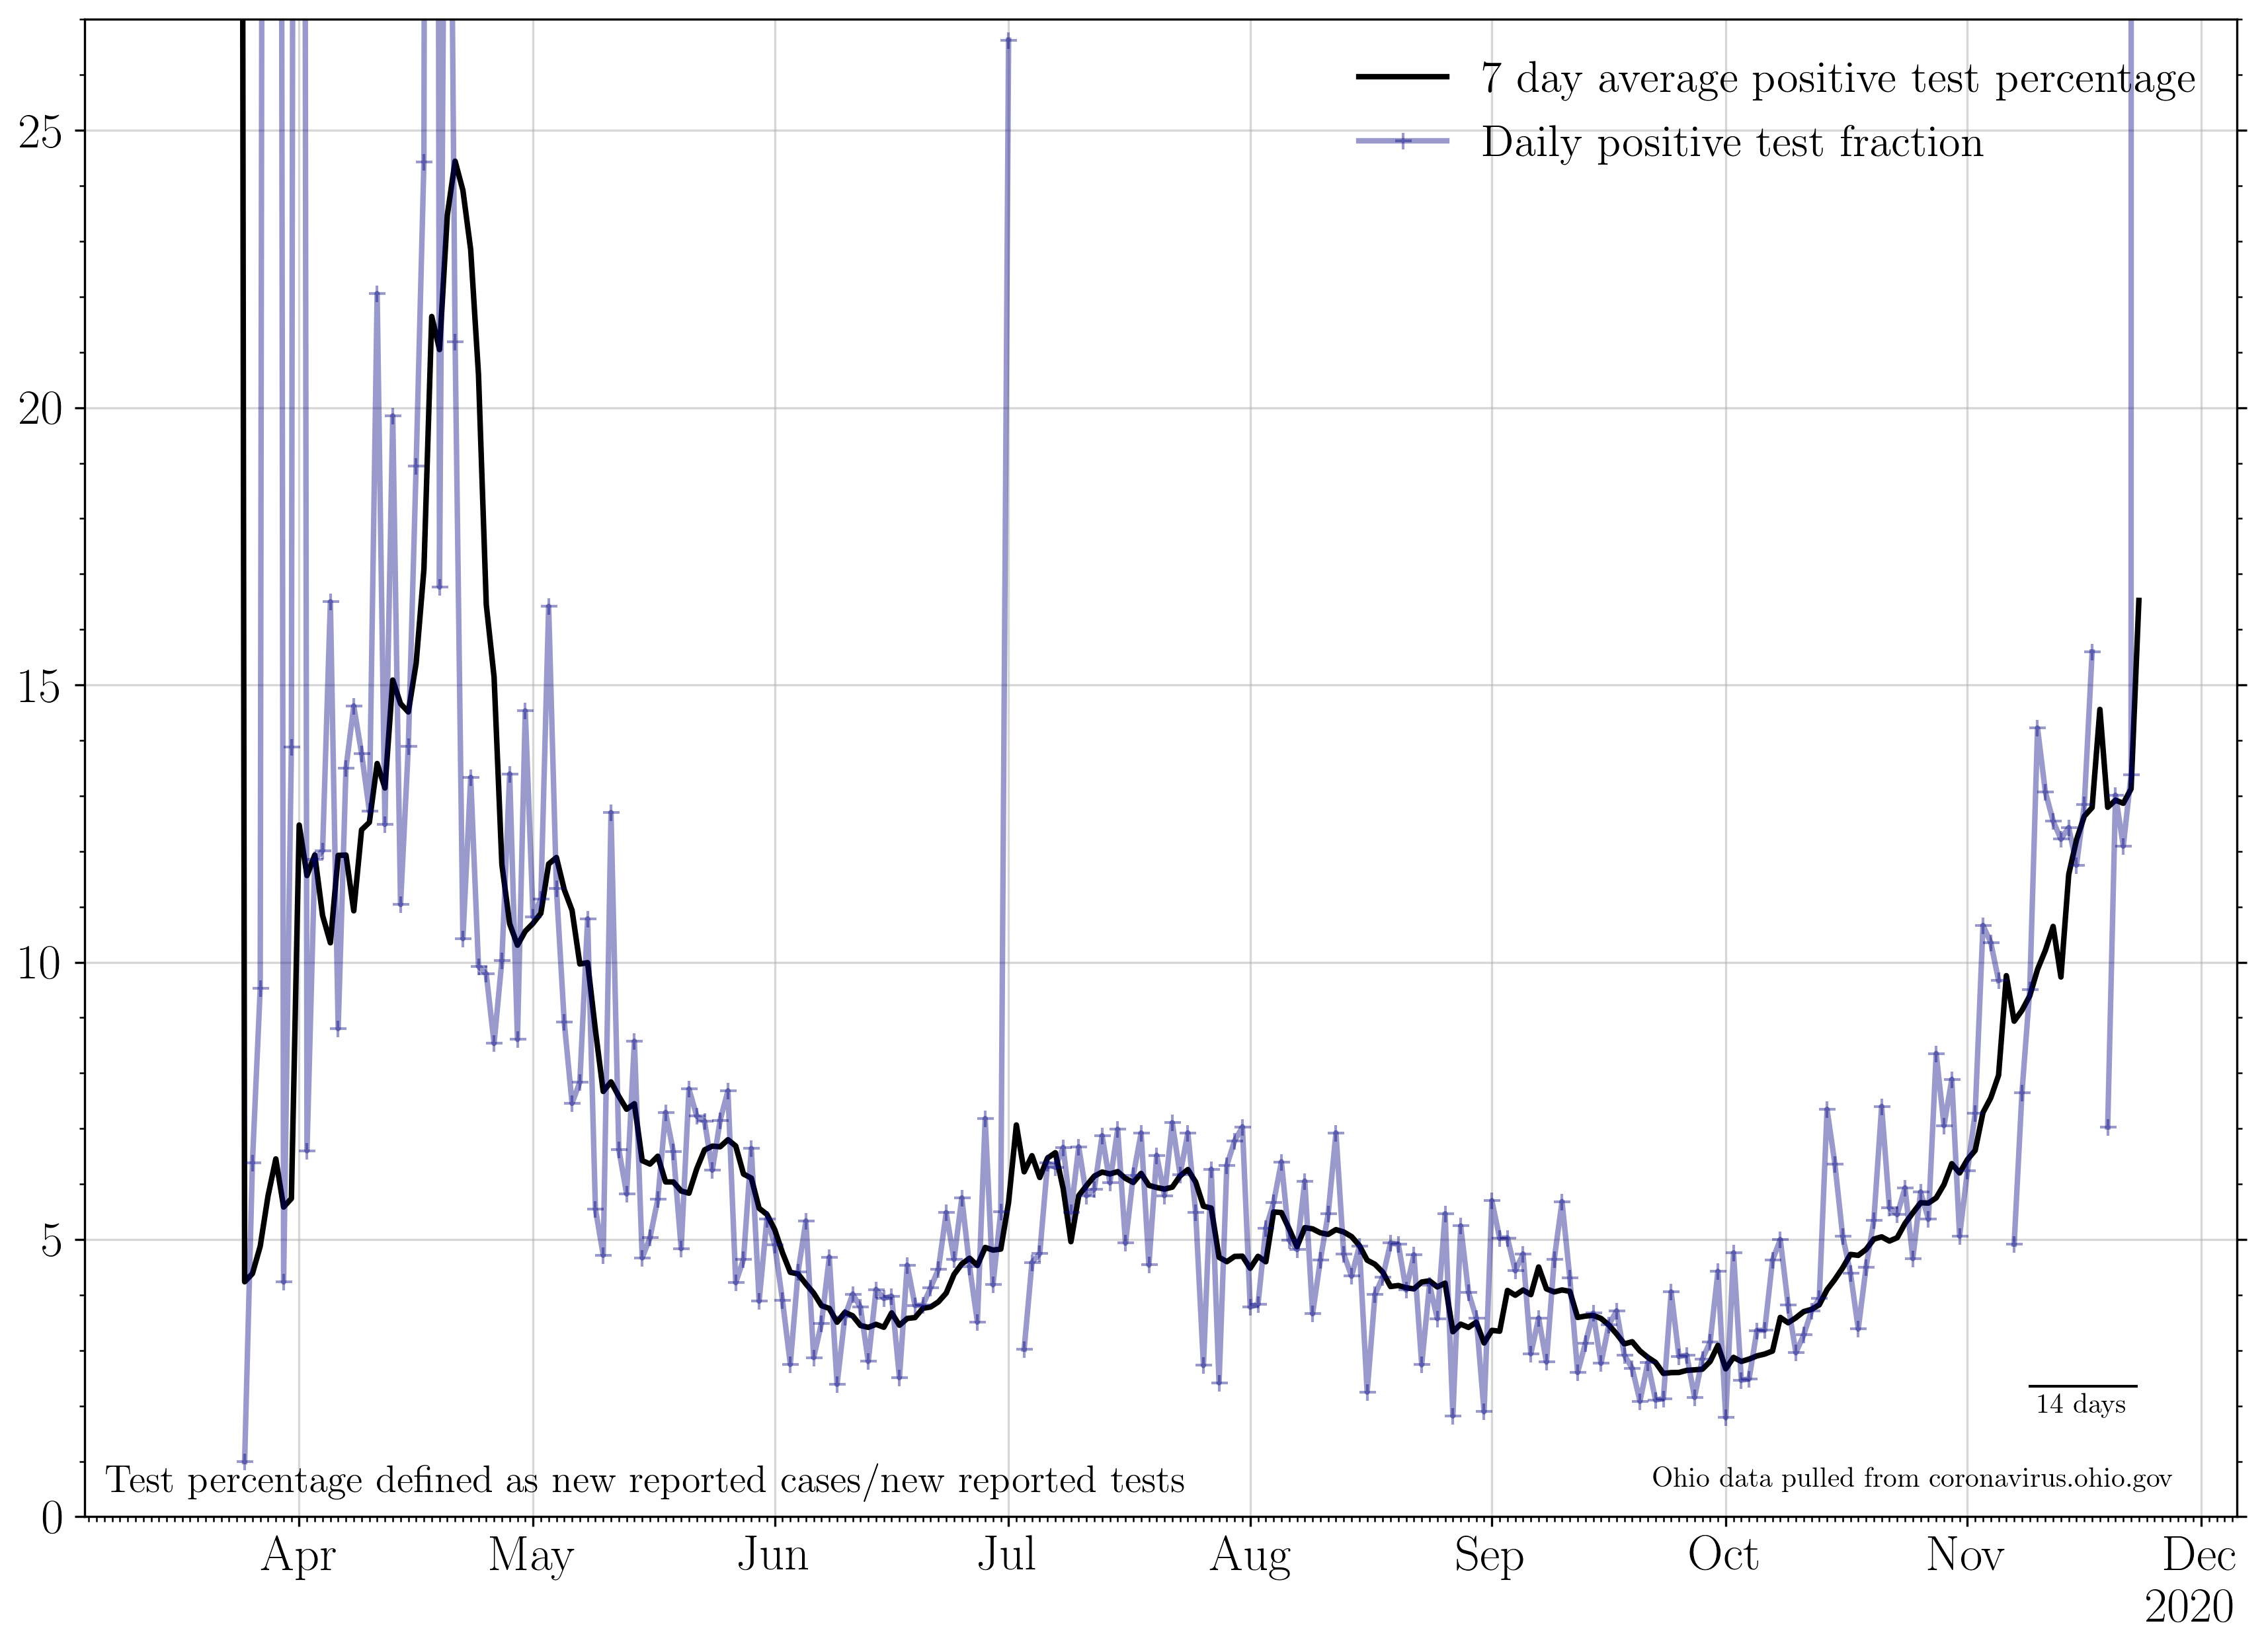 7 day average positive test percentage
Daily positive test fraction
25
20
15
10
5
0
14 days
Test percentage defined as new reported cases/new reported tests
Ohio data pulled from coronavirus.ohio.gov
Apr May Jun Jul Aug Sep Oct Nov Dec
2020